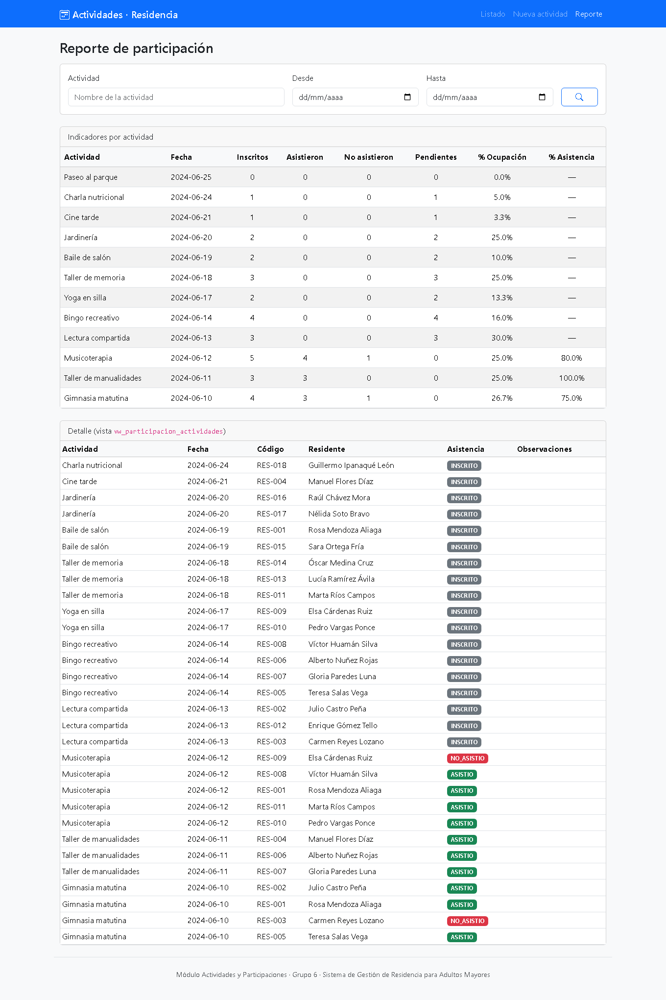 Actividades · Residencia Listado Nueva actividad Reporte
Reporte de participación
Actividad Desde Hasta
Nombre de la actividad dd/mm/aaaa dd/mm/aaaa
Indicadores por actividad
Actividad Fecha Inscritos Asistieron No asistieron Pendientes % Ocupación % Asistencia
Paseo al parque 2024-06-25 0 0 0 0 0.0% —
Charla nutricional 2024-06-24 1 0 0 1 5.0% —
Cine tarde 2024-06-21 1 0 0 1 3.3% —
Jardinería 2024-06-20 2 0 0 2 25.0% —
Baile de salón 2024-06-19 2 0 0 2 10.0% —
Taller de memoria 2024-06-18 3 0 0 3 25.0% —
Yoga en silla 2024-06-17 2 0 0 2 13.3% —
Bingo recreativo 2024-06-14 4 0 0 4 16.0% —
Lectura compartida 2024-06-13 3 0 0 3 30.0% —
Musicoterapia 2024-06-12 5 4 1 0 25.0% 80.0%
Taller de manualidades 2024-06-11 3 3 0 0 25.0% 100.0%
Gimnasia matutina 2024-06-10 4 3 1 0 26.7% 75.0%
Detalle (vista vw_participacion_actividades)
Actividad Fecha Código Residente Asistencia Observaciones
Charla nutricional 2024-06-24 RES-018 Guillermo Ipanaqué León INSCRITO
Cine tarde 2024-06-21 RES-004 Manuel Flores Díaz INSCRITO
Jardinería 2024-06-20 RES-016 Raúl Chávez Mora INSCRITO
Jardinería 2024-06-20 RES-017 Nélida Soto Bravo INSCRITO
Baile de salón 2024-06-19 RES-001 Rosa Mendoza Aliaga INSCRITO
Baile de salón 2024-06-19 RES-015 Sara Ortega Fría INSCRITO
Taller de memoria 2024-06-18 RES-014 Óscar Medina Cruz INSCRITO
Taller de memoria 2024-06-18 RES-013 Lucía Ramírez Ávila INSCRITO
Taller de memoria 2024-06-18 RES-011 Marta Ríos Campos INSCRITO
Yoga en silla 2024-06-17 RES-009 Elsa Cárdenas Ruiz INSCRITO
Yoga en silla 2024-06-17 RES-010 Pedro Vargas Ponce INSCRITO
Bingo recreativo 2024-06-14 RES-008 Víctor Huamán Silva INSCRITO
Bingo recreativo 2024-06-14 RES-006 Alberto Nuñez Rojas INSCRITO
Bingo recreativo 2024-06-14 RES-007 Gloria Paredes Luna INSCRITO
Bingo recreativo 2024-06-14 RES-005 Teresa Salas Vega INSCRITO
Lectura compartida 2024-06-13 RES-002 Julio Castro Peña INSCRITO
Lectura compartida 2024-06-13 RES-012 Enrique Gómez Tello INSCRITO
Lectura compartida 2024-06-13 RES-003 Carmen Reyes Lozano INSCRITO
Musicoterapia 2024-06-12 RES-009 Elsa Cárdenas Ruiz NO_ASISTIO
Musicoterapia 2024-06-12 RES-008 Víctor Huamán Silva ASISTIO
Musicoterapia 2024-06-12 RES-001 Rosa Mendoza Aliaga ASISTIO
Musicoterapia 2024-06-12 RES-011 Marta Ríos Campos ASISTIO
Musicoterapia 2024-06-12 RES-010 Pedro Vargas Ponce ASISTIO
Taller de manualidades 2024-06-11 RES-004 Manuel Flores Díaz ASISTIO
Taller de manualidades 2024-06-11 RES-006 Alberto Nuñez Rojas ASISTIO
Taller de manualidades 2024-06-11 RES-007 Gloria Paredes Luna ASISTIO
Gimnasia matutina 2024-06-10 RES-002 Julio Castro Peña ASISTIO
Gimnasia matutina 2024-06-10 RES-001 Rosa Mendoza Aliaga ASISTIO
Gimnasia matutina 2024-06-10 RES-003 Carmen Reyes Lozano NO_ASISTIO
Gimnasia matutina 2024-06-10 RES-005 Teresa Salas Vega ASISTIO
Módulo Actividades y Participaciones · Grupo 6 · Sistema de Gestión de Residencia para Adultos Mayores